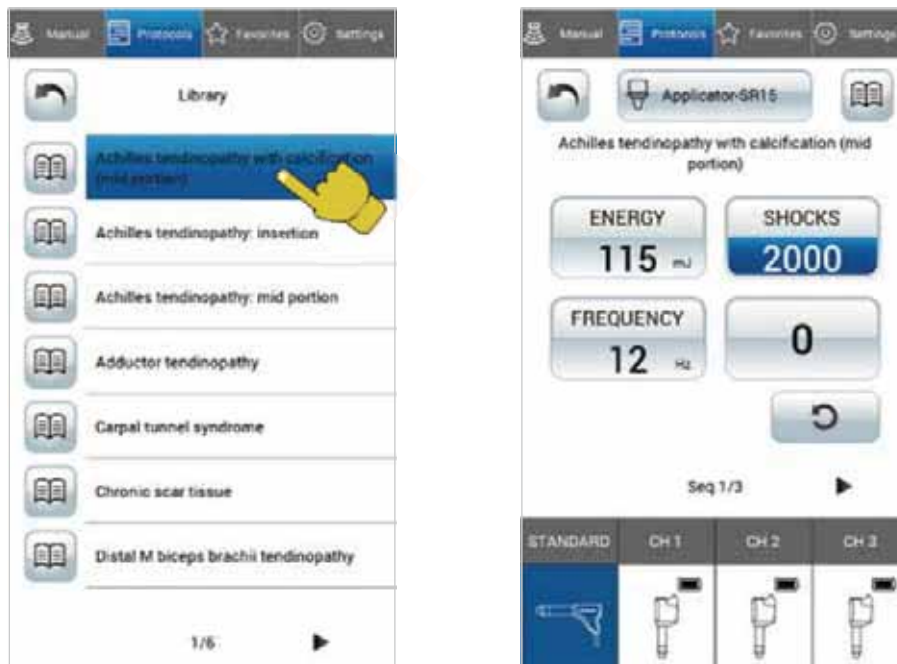 Manual Protocols Favorites Settings
Library
Achilles tendinopathy with calcification
(mid portion)
Achilles tendinopathy: insertion
Achilles tendinopathy: mid portion
Adductor tendinopathy
Carpal tunnel syndrome
Chronic scar tissue
Distal M biceps brachii tendinopathy
1/6
Manual Protocols Favorites Settings
Applicator-SR15
Achilles tendinopathy with calcification (mid
portion)
ENERGY SHOCKS
115 mJ 2000
FREQUENCY
12 Hz 0
Seq 1/3
STANDARD CH 1 CH 2 CH 3